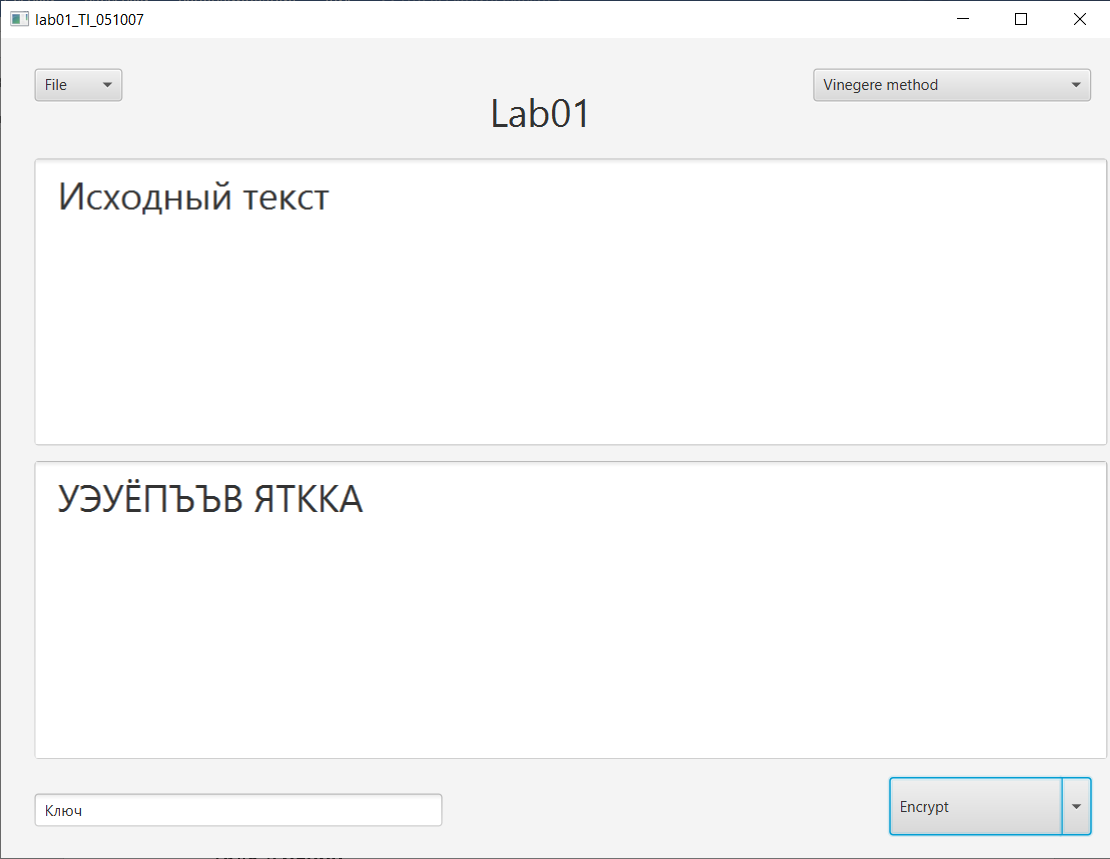 lab01_TI_051007
File
Vinegere method
Lab01
Исходный текст
УЭУЁПЪЪВ ЯТККА
Ключ
Encrypt